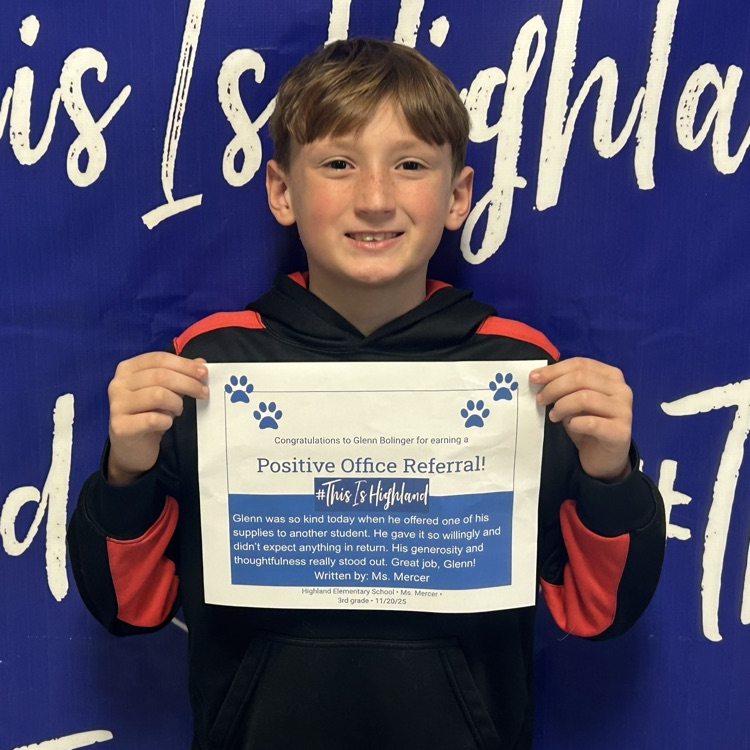 is Is Highla
Congratulations to Glenn Bolinger for earning a
Positive Office Referral!
#ThisIsHighland
Glenn was so kind today when he offered one of his
supplies to another student. He gave it so willingly and
didn't expect anything in return. His generosity and
thoughtfulness really stood out. Great job, Glenn!
Written by: Ms. Mercer
Highland Elementary School • Ms. Mercer •
3rd grade • 11/20/25
d
#T